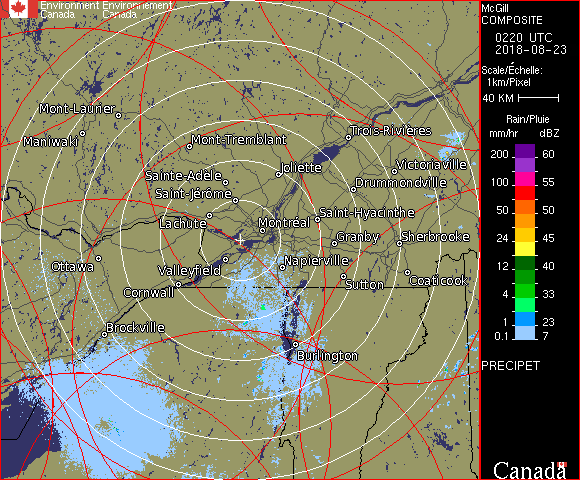 Environment Environnement
Canada Canada
McGill
COMPOSITE
0220 UTC
2018-08-23
Scale/Échelle:
1km/Pixel
40 KM
Rain/Pluie
mm/hr dBZ
200 60
155
100 55
50 50
24 45
12 40
4 33
1 23
0.1 7
PRECIPET
Canada
Mont-Laurier
Maniwaki
Mont-Tremblant
Trois-Rivières
Sainte-Adèle
Joliette
Victoriaville
Saint-Jérôme
Drummondville
Lachute
Montréal
Saint-Hyacinthe
Granby
Sherbrooke
Ottawa
Valleyfield
Napierville
Cornwall
Sutton
Coaticook
Brockville
Burlington